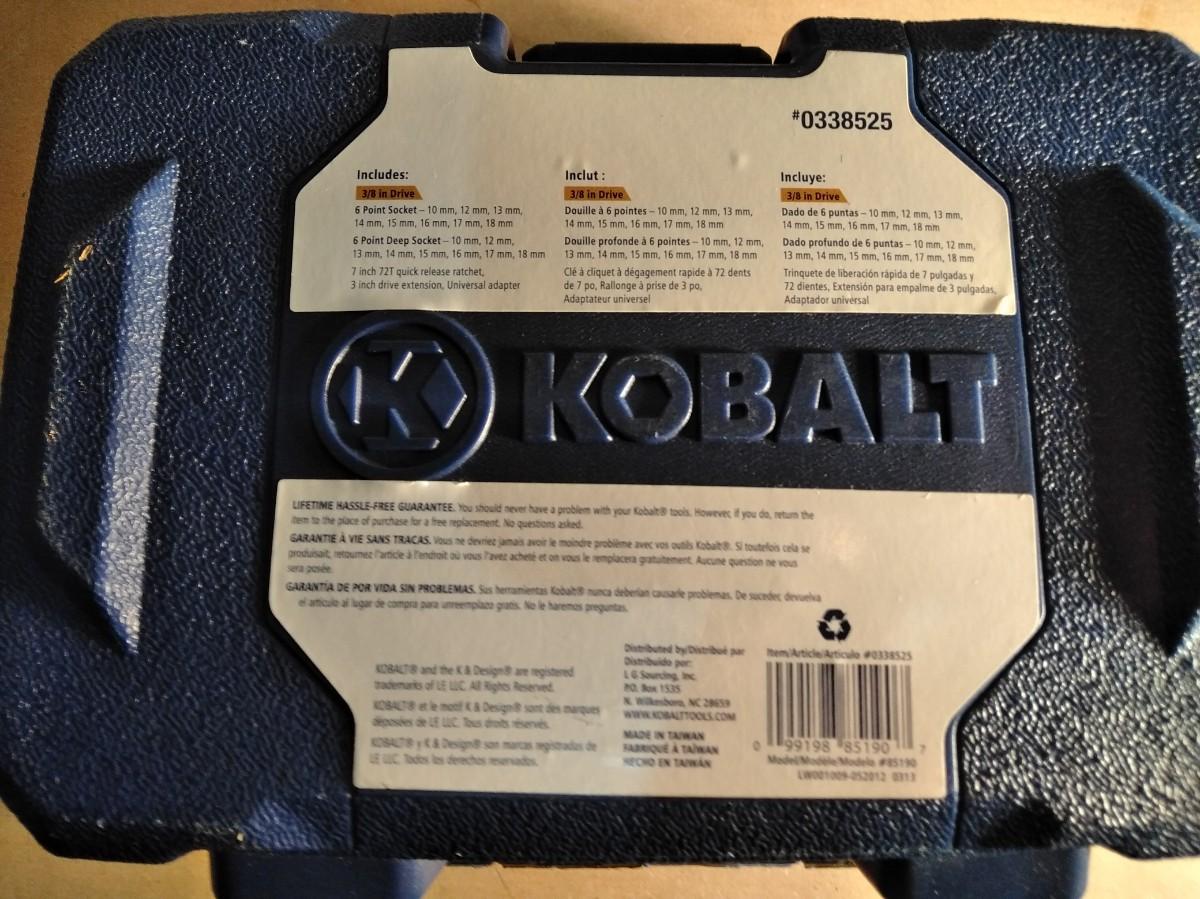 #0338525
Includes:
3/8 in Drive
6 Point Socket – 10 mm, 12 mm, 13 mm,
14 mm, 15 mm, 16 mm, 17 mm, 18 mm
6 Point Deep Socket – 10 mm, 12 mm,
13 mm, 14 mm, 15 mm, 16 mm, 17 mm, 18 mm
7 inch 72T quick release ratchet,
3 inch drive extension, Universal adapter
Inclut :
3/8 in Drive
Douille à 6 pointes – 10 mm, 12 mm, 13 mm,
14 mm, 15 mm, 16 mm, 17 mm, 18 mm
Douille profonde à 6 pointes – 10 mm, 12 mm,
13 mm, 14 mm, 15 mm, 16 mm, 17 mm, 18 mm
Clé à cliquet à dégagement rapide à 72 dents
de 7 po, Rallonge à prise de 3 po,
Adaptateur universel
Incluye:
3/8 in Drive
Dado de 6 puntas – 10 mm, 12 mm, 13 mm,
14 mm, 15 mm, 16 mm, 17 mm, 18 mm
Dado profundo de 6 puntas – 10 mm, 12 mm,
13 mm, 14 mm, 15 mm, 16 mm, 17 mm, 18 mm
Trinquete de liberación rápida de 7 pulgadas y
72 dientes, Extensión para empalme de 3 pulgadas,
Adaptador universal
K KOBALT
LIFETIME HASSLE-FREE GUARANTEE. You should never have a problem with your Kobalt® tools. However, if you do, return the
item to the place of purchase for a free replacement. No questions asked.
GARANTIE À VIE SANS TRACAS. Vous ne devriez jamais avoir le moindre problème avec vos outils Kobalt®. Si toutefois cela se
produisait, retournez l'article à l'endroit où vous l'avez acheté et on vous le remplacera gratuitement. Aucune question ne vous
sera posée.
GARANTÍA DE POR VIDA SIN PROBLEMAS. Sus herramientas Kobalt® nunca deberían causarle problemas. De suceder, devuelva
el artículo al lugar de compra para unreemplazo gratis. No le haremos preguntas.
KOBALT® and the K & Design® are registered
trademarks of LF, LLC. All Rights Reserved.
KOBALT® et le motif K & Design® sont des marques
déposées de LF, LLC. Tous droits réservés.
KOBALT® y K & Design® son marcas registradas de
LF, LLC. Todos los derechos reservados.
Distributed by/Distribué par
Distribuido por:
L G Sourcing, Inc.
P.O. Box 1535
N. Wilkesboro, NC 28659
WWW.KOBALTTOOLS.COM
MADE IN TAIWAN
FABRIQUÉ À TAÏWAN
HECHO EN TAIWÁN
Item/Article/Artículo #0338525
0 99198 85190 7
Model/Modèle/Modelo #85190
LW001009-052012 0313